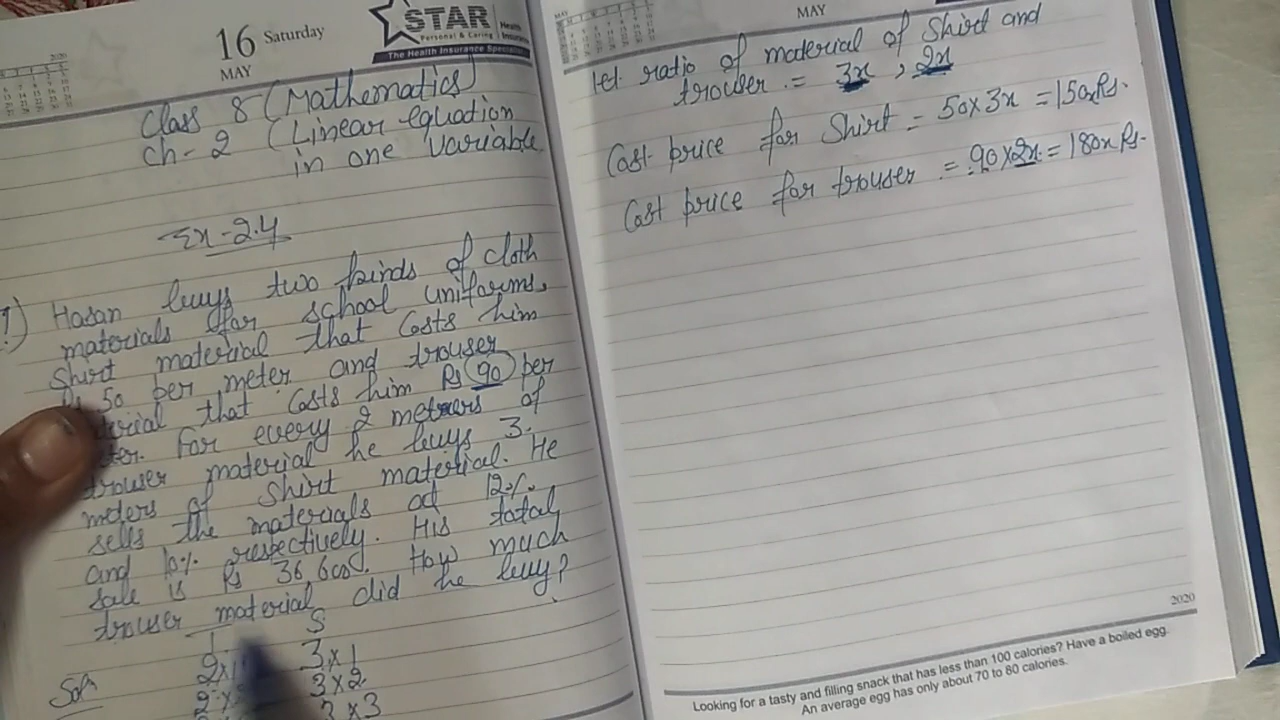 16 Saturday
MAY
STAR Health
Personal & Caring Insurance
The Health Insurance Specialist
Class 8 (Mathematics)
Ch-2 (Linear equation
in one variable
Ex-2.4
Hasan buys two kinds of cloth
materials for school uniforms,
Shirt material that costs him
50 per meter and trouser
that costs him Rs 90 per
For every 2 meters of
trouser material he buys 3
meters of Shirt material. He
sells the materials at 12%
and 10% respectively. His total
sale is Rs 36,600. How much
trouser material did he buy?
S
Soln
3x1
3x2
3x3
MAY
let ratio of material of Shirt and
trouser = 3x, 2x
Cost price for Shirt = 50x3x = 150x Rs.
Cost price for trouser = 90x2x = 180x Rs.
2020
Looking for a tasty and filling snack that has less than 100 calories? Have a boiled egg.
An average egg has only about 70 to 80 calories.